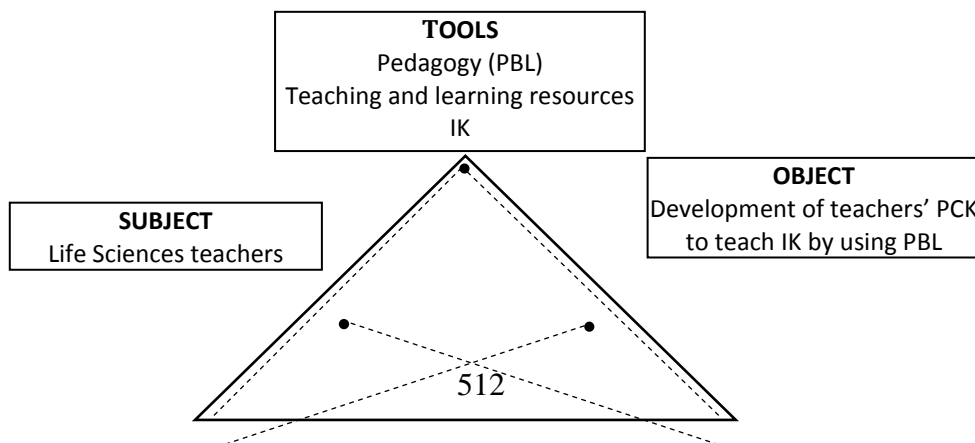 TOOLS
Pedagogy (PBL)
Teaching and learning resources
IK
SUBJECT
Life Sciences teachers
OBJECT
Development of teachers’ PCK
to teach IK by using PBL
512